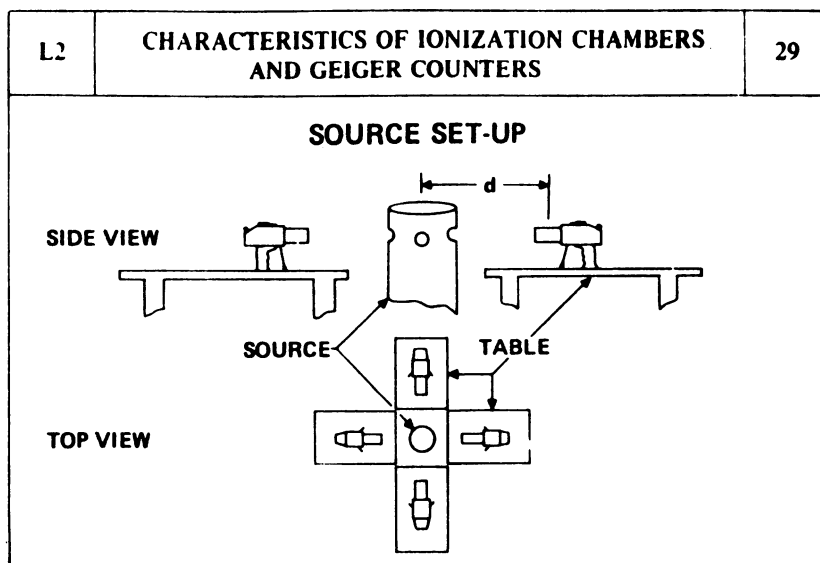 L2
CHARACTERISTICS OF IONIZATION CHAMBERS
AND GEIGER COUNTERS
29
SOURCE SET-UP
d
SIDE VIEW
SOURCE
TABLE
TOP VIEW